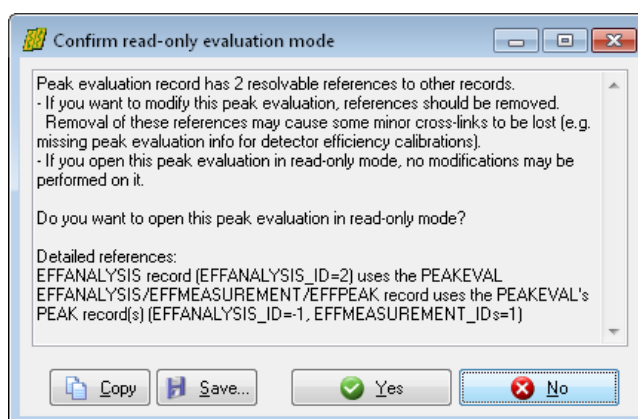 Confirm read-only evaluation mode
Peak evaluation record has 2 resolvable references to other records.
- If you want to modify this peak evaluation, references should be removed.
Removal of these references may cause some minor cross-links to be lost (e.g.
missing peak evaluation info for detector efficiency calibrations).
- If you open this peak evaluation in read-only mode, no modifications may be
performed on it.
Do you want to open this peak evaluation in read-only mode?
Detailed references:
EFFANALYSIS record (EFFANALYSIS_ID=2) uses the PEAKEVAL
EFFANALYSIS/EFFMEASUREMENT/EFFPEAK record uses the PEAKEVAL's
PEAK record(s) (EFFANALYSIS_ID=-1, EFFMEASUREMENT_IDs=1)
Copy Save... Yes No